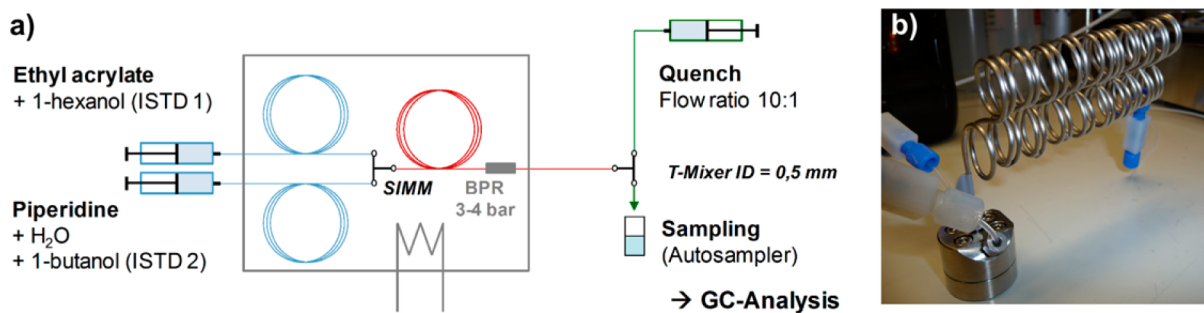 a)
Ethyl acrylate
+ 1-hexanol (ISTD 1)
Piperidine
+ H₂O
+ 1-butanol (ISTD 2)
SIMM
BPR
3-4 bar
Quench
Flow ratio 10:1
T-Mixer ID = 0,5 mm
Sampling
(Autosampler)
→ GC-Analysis
b)